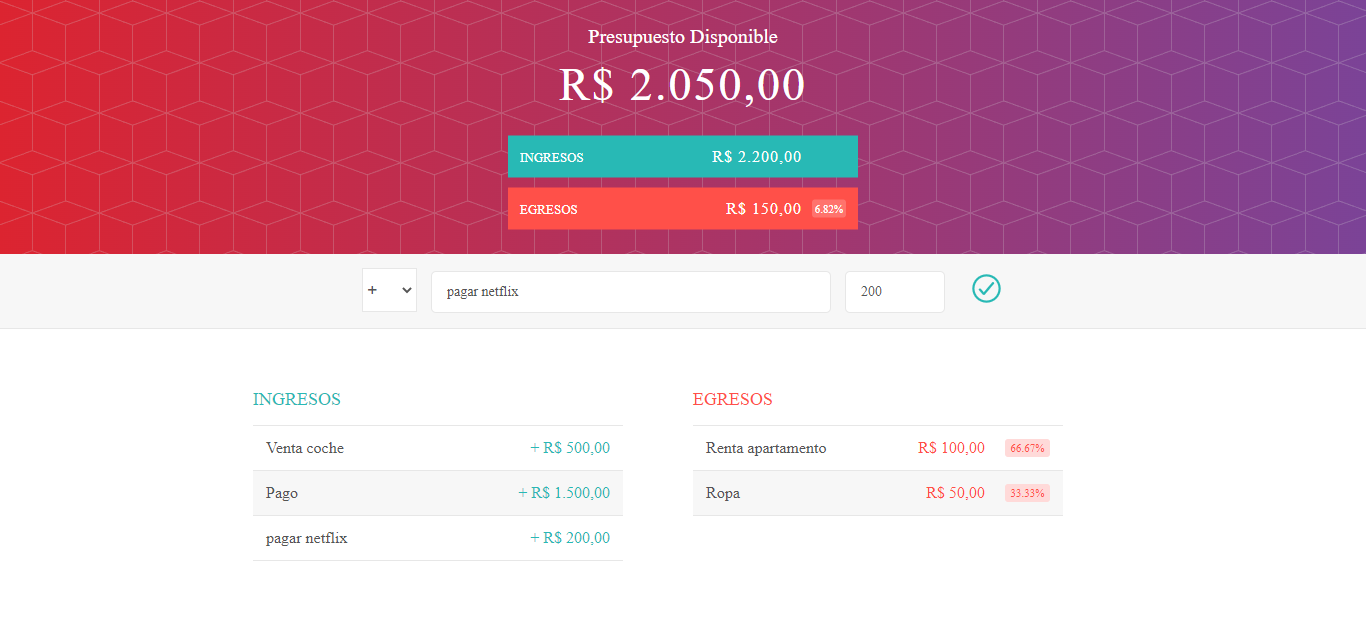 Presupuesto Disponible
R$ 2.050,00
INGRESOS R$ 2.200,00
EGRESOS R$ 150,00 6.82%
+ pagar netflix 200
INGRESOS
Venta coche + R$ 500,00
Pago + R$ 1.500,00
pagar netflix + R$ 200,00
EGRESOS
Renta apartamento R$ 100,00 66.67%
Ropa R$ 50,00 33.33%